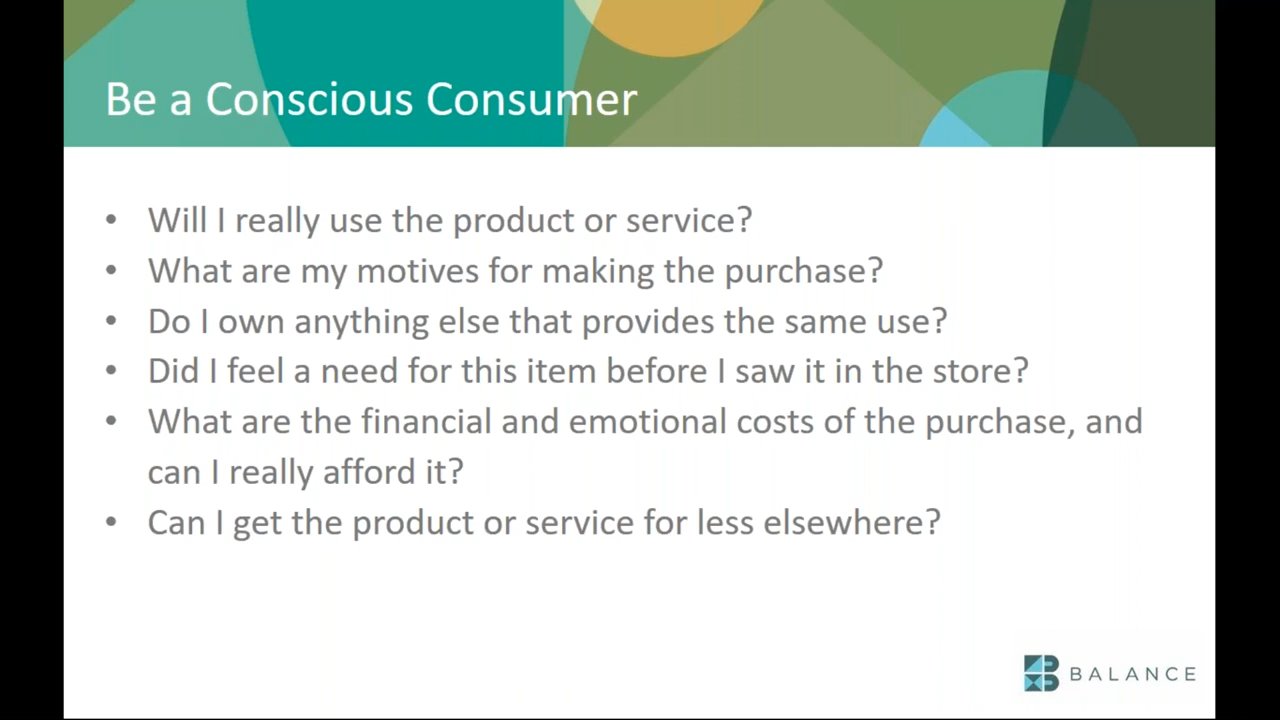 Be a Conscious Consumer
• Will I really use the product or service?
• What are my motives for making the purchase?
• Do I own anything else that provides the same use?
• Did I feel a need for this item before I saw it in the store?
• What are the financial and emotional costs of the purchase, and
can I really afford it?
• Can I get the product or service for less elsewhere?
BALANCE